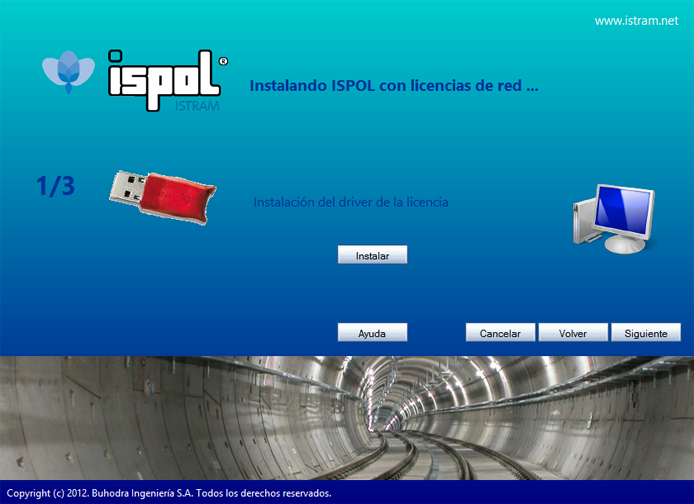 www.istram.net
ispol®
ISTRAM
Instalando ISPOL con licencias de red ...
1/3
Instalación del driver de la licencia
Instalar
Ayuda
Cancelar
Volver
Siguiente
Copyright (c) 2012. Buhodra Ingeniería S.A. Todos los derechos reservados.